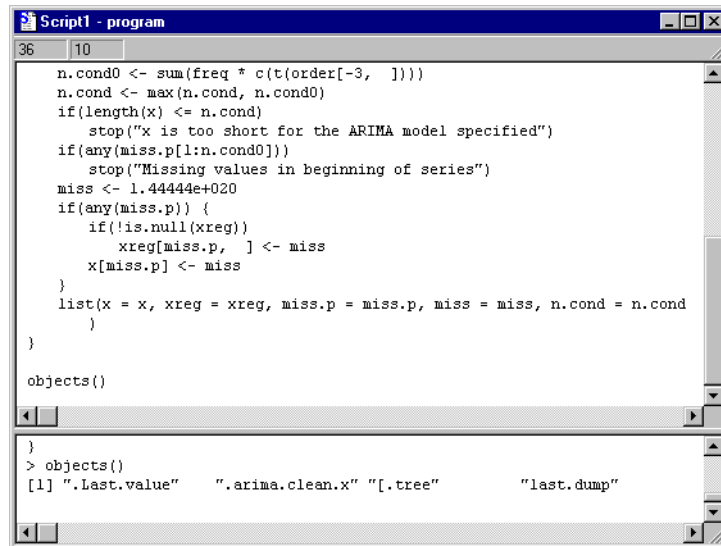 Script1 - program
36 10
n.cond0 <- sum(freq * c(t(order[-3,  ])))
n.cond <- max(n.cond, n.cond0)
if(length(x) <= n.cond)
stop("x is too short for the ARIMA model specified")
if(any(miss.p[1:n.cond0]))
stop("Missing values in beginning of series")
miss <- 1.44444e+020
if(any(miss.p)) {
if(!is.null(xreg))
xreg[miss.p,  ] <- miss
x[miss.p] <- miss
}
list(x = x, xreg = xreg, miss.p = miss.p, miss = miss, n.cond = n.cond
)
}
objects()
}
> objects()
[1] ".Last.value"    ".arima.clean.x" "[.tree"         "last.dump"